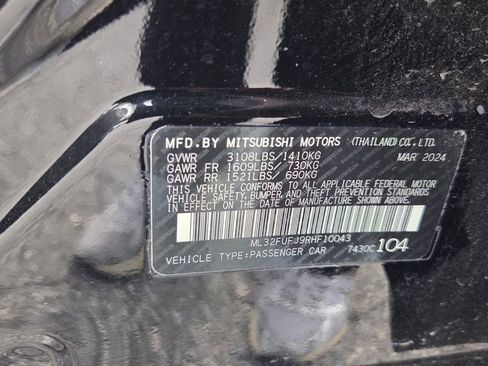 MFD.BY MITSUBISHI MOTORS (THAILAND) CO., LTD.
GVWR 3108LBS/1410KG MAR 2024
GAWR FR 1609LBS/ 730KG
GAWR RR 1521LBS/ 690KG
THIS VEHICLE CONFORMS TO ALL APPLICABLE FEDERAL MOTOR
VEHICLE SAFETY, BUMPER AND THEFT PREVENTION STANDARDS
IN EFFECT ON THE DATE OF MANUFACTURE SHOWN ABOVE.
ML32FUFJ9RHF10043
VEHICLE TYPE:PASSENGER CAR 7430C 104